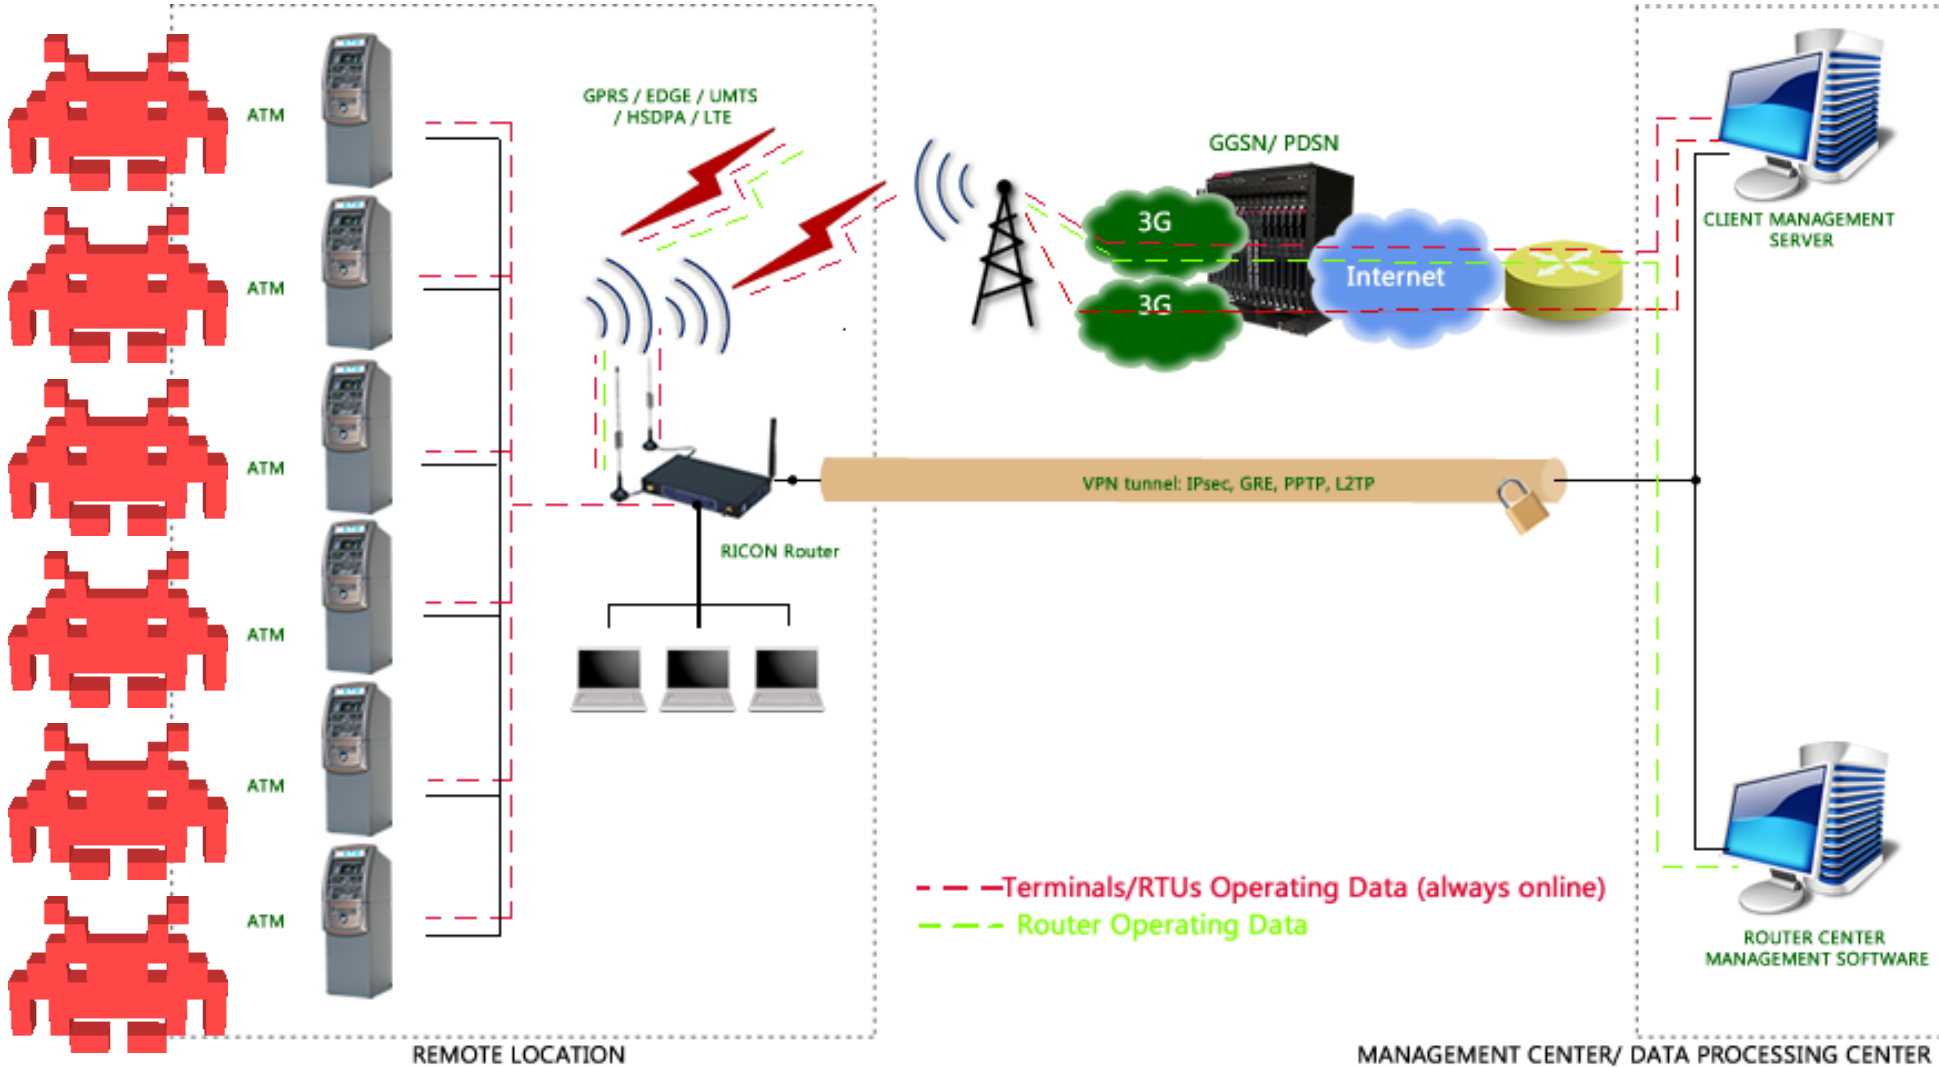 GPRS / EDGE / UMTS
/ HSDPA / LTE
ATM
ATM
ATM
ATM
ATM
ATM
GGSN/ PDSN
3G
3G
Internet
CLIENT MANAGEMENT
SERVER
VPN tunnel: IPsec, GRE, PPTP, L2TP
RICON Router
Terminals/RTUs Operating Data (always online)
Router Operating Data
ROUTER CENTER
MANAGEMENT SOFTWARE
REMOTE LOCATION
MANAGEMENT CENTER/ DATA PROCESSING CENTER